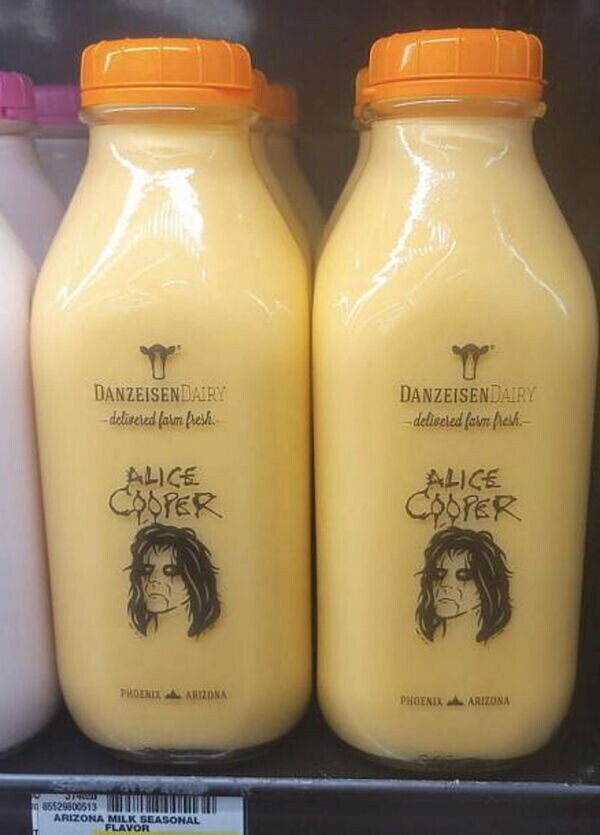 DANZEISENDAIRY
delivered farm fresh.
ALICE
COOPER
PHOENIX ARIZONA
DANZEISENDAIRY
delivered farm fresh.
ALICE
COOPER
PHOENIX ARIZONA
85529800513
ARIZONA MILK SEASONAL
FLAVOR